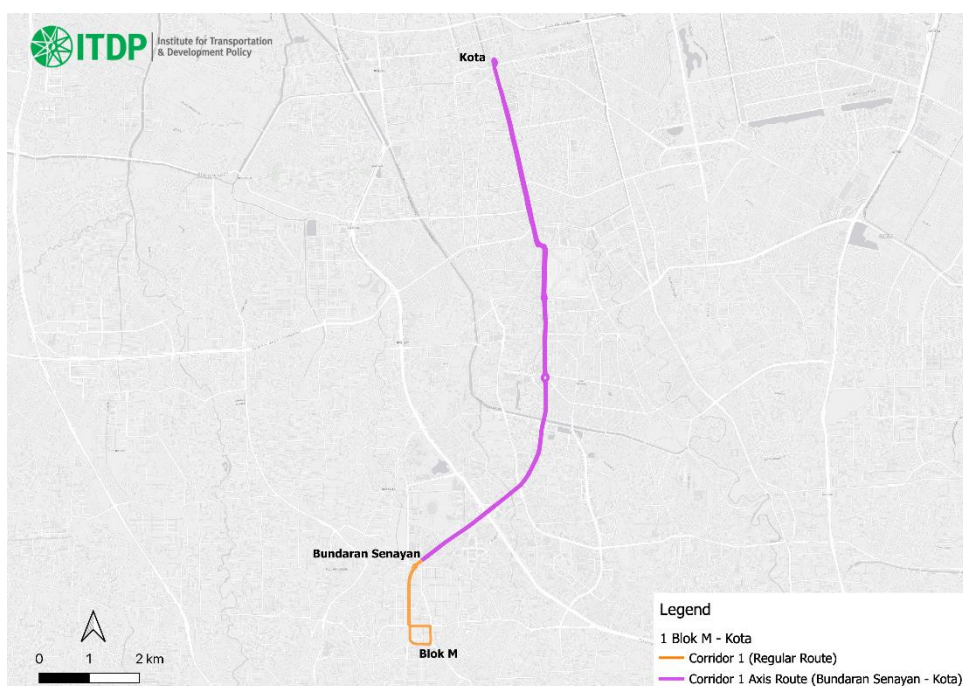 ITDP
Institute for Transportation
& Development Policy
Kota
Bundaran Senayan
Blok M
0 1 2 km
Legend
1 Blok M - Kota
Corridor 1 (Regular Route)
Corridor 1 Axis Route (Bundaran Senayan - Kota)